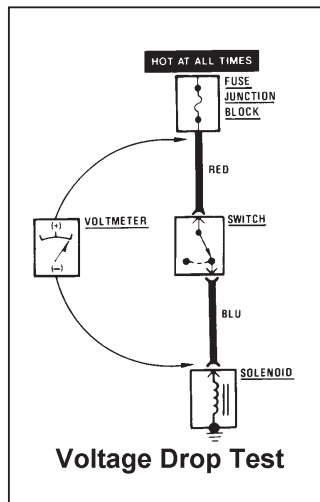 HOT AT ALL TIMES
FUSE
JUNCTION
BLOCK
RED
(+)
VOLTMETER
(—)
SWITCH
BLU
SOLENOID
Voltage Drop Test